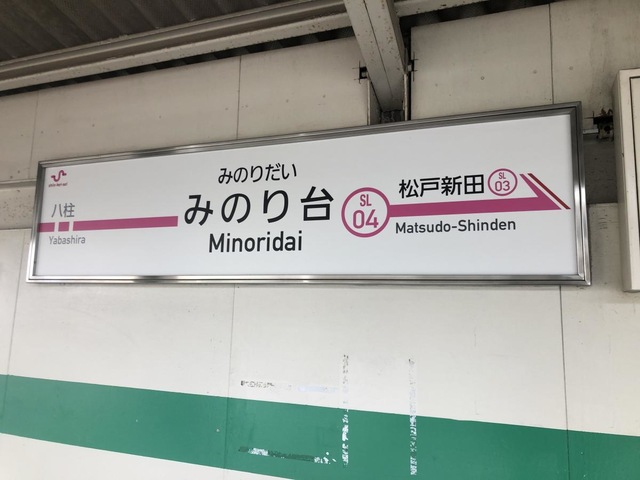 八柱
Yabashira
みのりだい
みのり台
Minoridai
SL
04
松戸新田
SL
03
Matsudo-Shinden